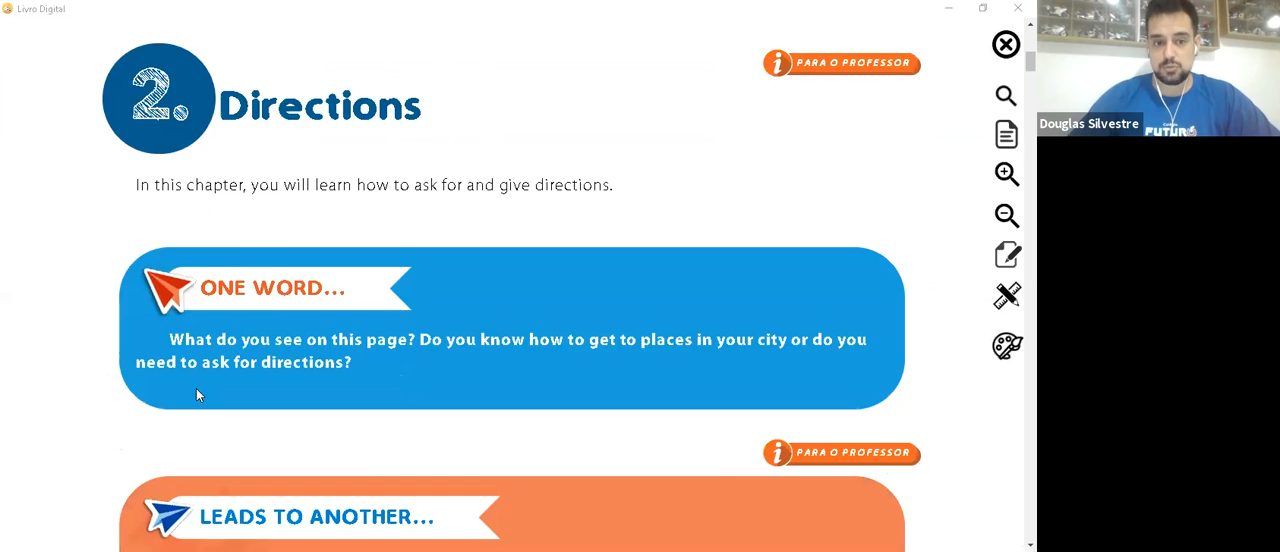 Livro Digital
2. Directions
PARA O PROFESSOR
In this chapter, you will learn how to ask for and give directions.
ONE WORD...
What do you see on this page? Do you know how to get to places in your city or do you
need to ask for directions?
PARA O PROFESSOR
LEADS TO ANOTHER...
Douglas Silvestre
FUTURO